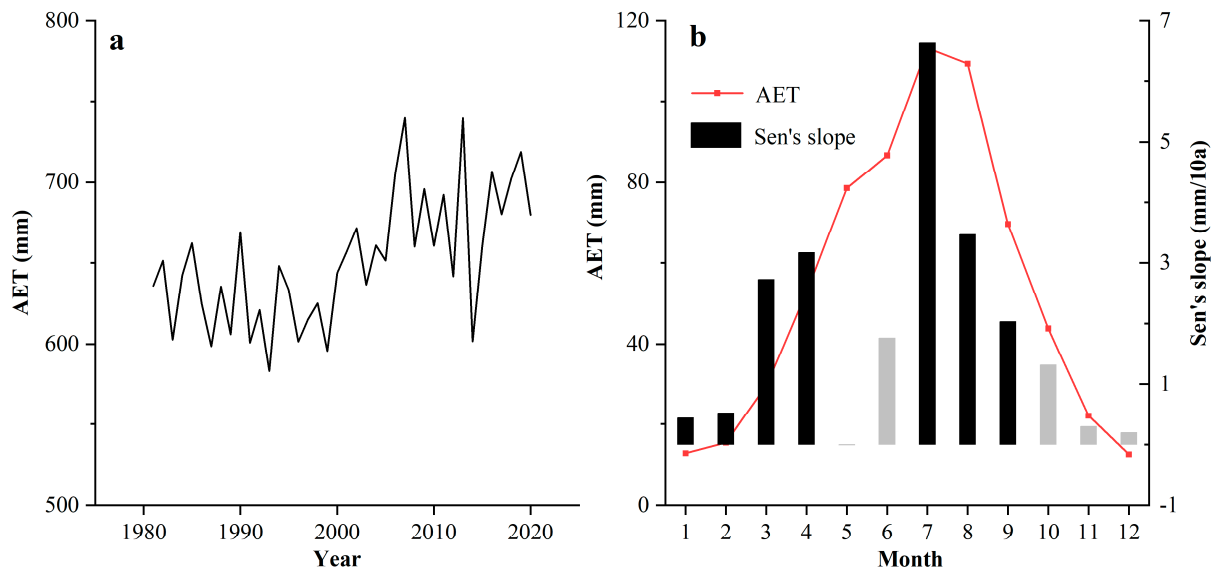 a
800
700
600
500
AET (mm)
1980 1990 2000 2010 2020
Year
b
AET
Sen's slope
120
80
40
0
AET (mm)
7
5
3
1
-1
Sen's slope (mm/10a)
1 2 3 4 5 6 7 8 9 10 11 12
Month